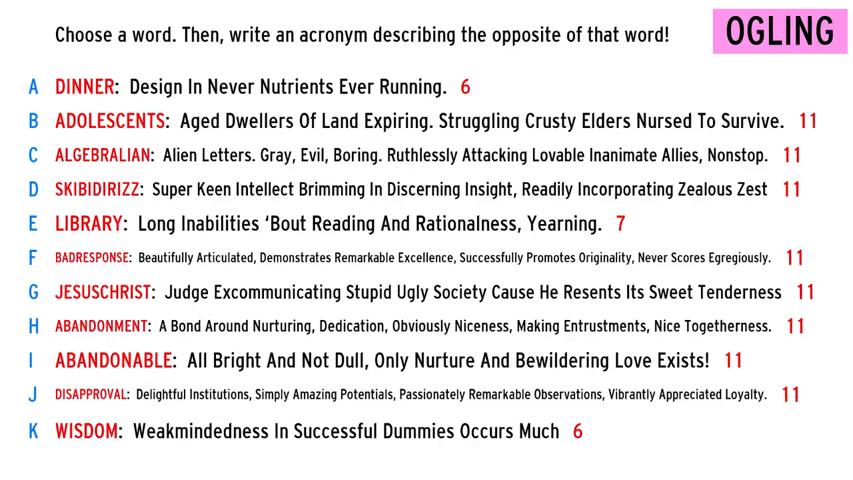 Choose a word. Then, write an acronym describing the opposite of that word!
OGLING
A DINNER: Design In Never Nutrients Ever Running. 6
B ADOLESCENTS: Aged Dwellers Of Land Expiring. Struggling Crusty Elders Nursed To Survive. 11
C ALGEBRALIAN: Alien Letters. Gray, Evil, Boring. Ruthlessly Attacking Lovable Inanimate Allies, Nonstop. 11
D SKIBIDIRIZZ: Super Keen Intellect Brimming In Discerning Insight, Readily Incorporating Zealous Zest 11
E LIBRARY: Long Inabilities ‘Bout Reading And Rationalness, Yearning. 7
F BADRESPONSE: Beautifully Articulated, Demonstrates Remarkable Excellence, Successfully Promotes Originality, Never Scores Egregiously. 11
G JESUSCHRIST: Judge Excommunicating Stupid Ugly Society Cause He Resents Its Sweet Tenderness 11
H ABANDONMENT: A Bond Around Nurturing, Dedication, Obviously Niceness, Making Entrustments, Nice Togetherness. 11
I ABANDONABLE: All Bright And Not Dull, Only Nurture And Bewildering Love Exists! 11
J DISAPPROVAL: Delightful Institutions, Simply Amazing Potentials, Passionately Remarkable Observations, Vibrantly Appreciated Loyalty. 11
K WISDOM: Weakmindedness In Successful Dummies Occurs Much 6